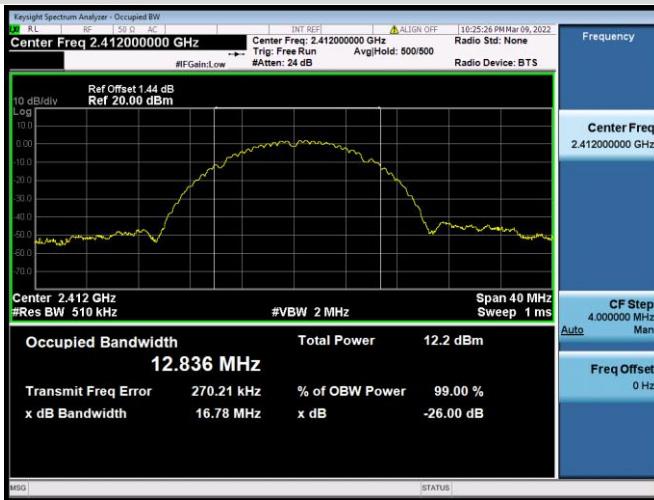 Keysight Spectrum Analyzer - Occupied BW
RL RF 50 Ω AC INT REF ALIGN OFF 10:25:26 PM Mar 09, 2022
Center Freq 2.412000000 GHz
Center Freq: 2.412000000 GHz Radio Std: None
Trig: Free Run Avg|Hold: 500/500
#IFGain:Low #Atten: 24 dB Radio Device: BTS
Frequency
Ref Offset 1.44 dB
10 dB/div Ref 20.00 dBm
Log
10.0
0.00
-10.0
-20.0
-30.0
-40.0
-50.0
-60.0
-70.0
Center Freq
2.412000000 GHz
Center 2.412 GHz Span 40 MHz
#Res BW 510 kHz #VBW 2 MHz Sweep 1 ms
CF Step
4.000000 MHz
Auto Man
Occupied Bandwidth Total Power 12.2 dBm
12.836 MHz
Transmit Freq Error 270.21 kHz % of OBW Power 99.00 %
x dB Bandwidth 16.78 MHz x dB -26.00 dB
Freq Offset
0 Hz
MSG STATUS